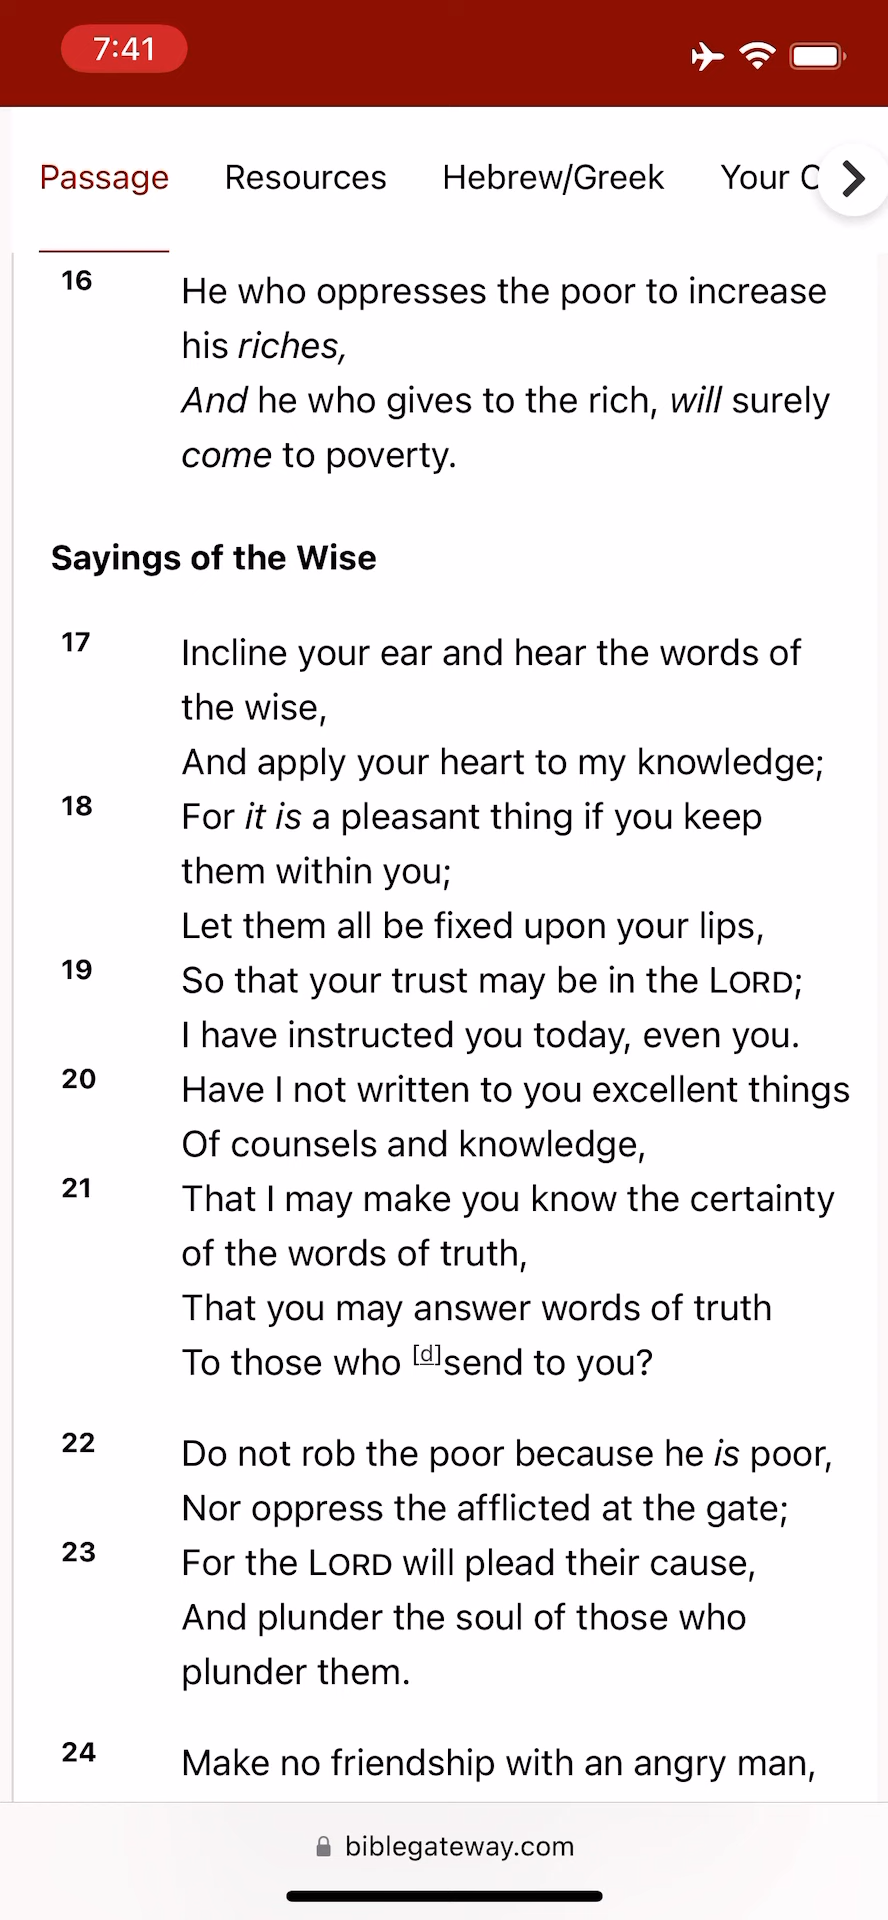 7:41
Passage Resources Hebrew/Greek Your
16 He who oppresses the poor to increase
his riches,
And he who gives to the rich, will surely
come to poverty.
Sayings of the Wise
17 Incline your ear and hear the words of
the wise,
And apply your heart to my knowledge;
18 For it is a pleasant thing if you keep
them within you;
Let them all be fixed upon your lips,
19 So that your trust may be in the LORD;
I have instructed you today, even you.
20 Have I not written to you excellent things
Of counsels and knowledge,
21 That I may make you know the certainty
of the words of truth,
That you may answer words of truth
To those who [d]send to you?
22 Do not rob the poor because he is poor,
Nor oppress the afflicted at the gate;
23 For the LORD will plead their cause,
And plunder the soul of those who
plunder them.
24 Make no friendship with an angry man,
biblegateway.com